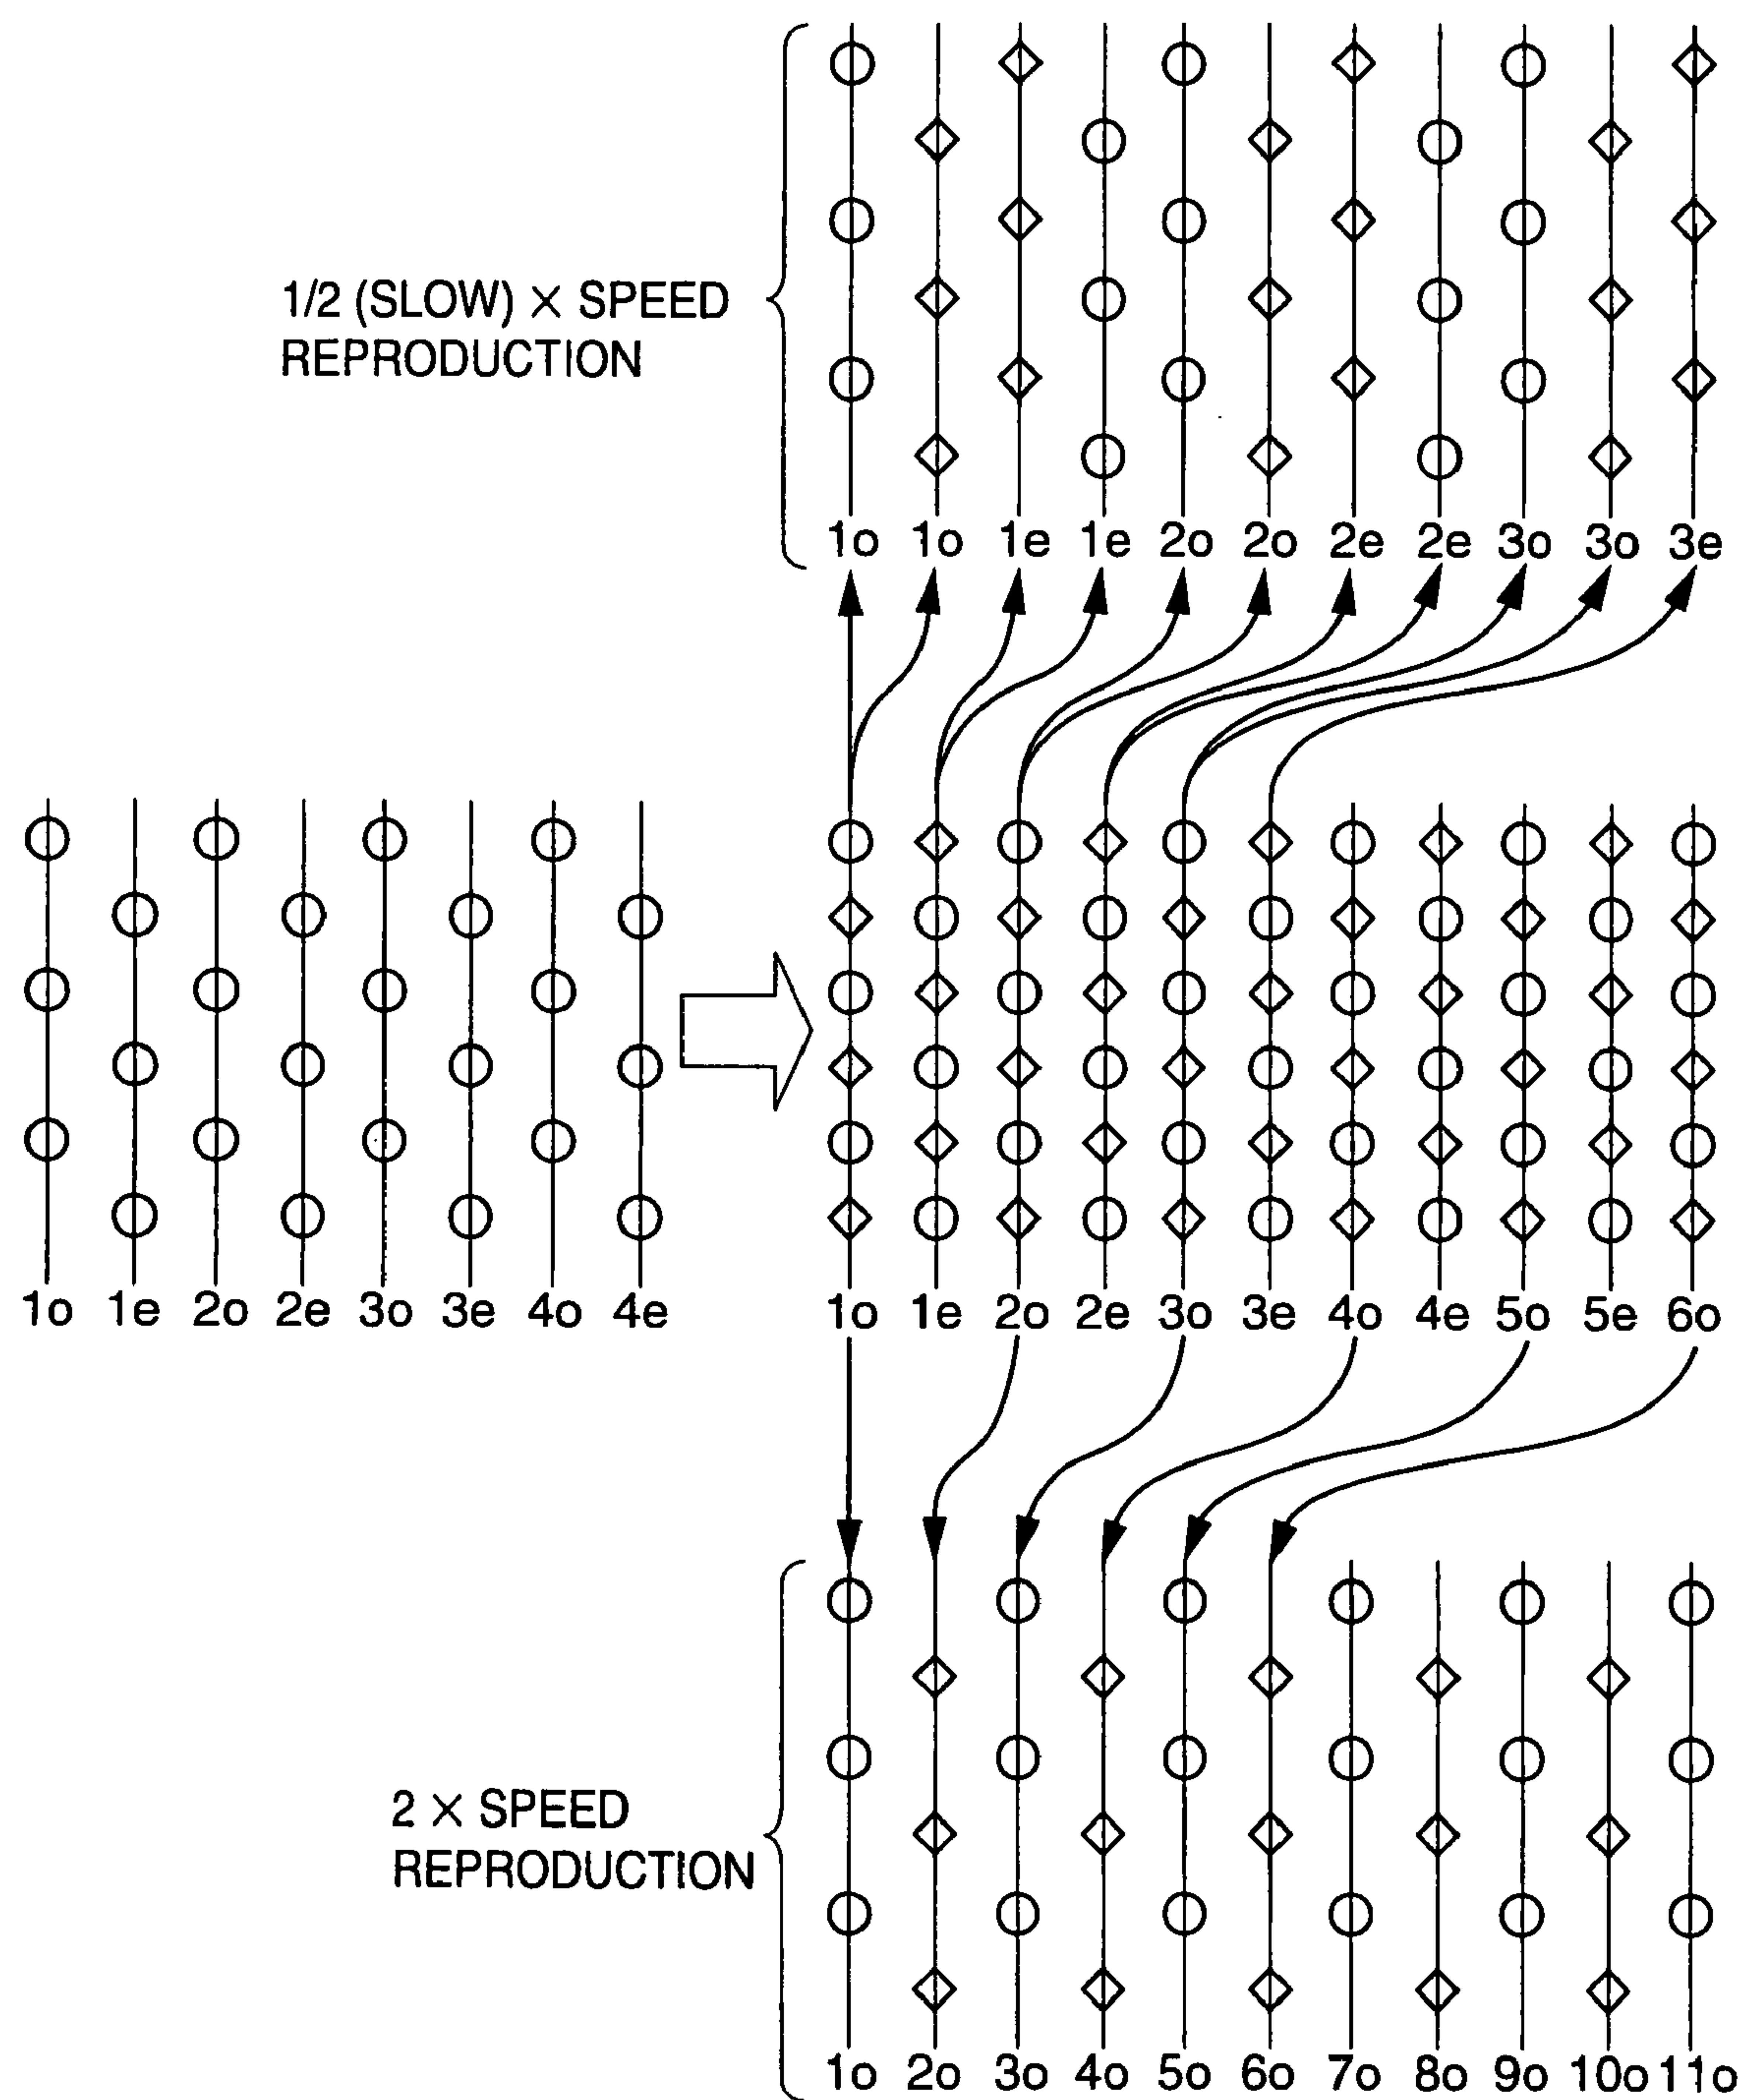 1/2 (SLOW) × SPEED
REPRODUCTION
1o 1o 1e 1e 2o 2o 2e 2e 3o 3o 3e
1o 1e 2o 2e 3o 3e 4o 4e
1o 1e 2o 2e 3o 3e 4o 4e 5o 5e 6o
2 × SPEED
REPRODUCTION
1o 2o 3o 4o 5o 6o 7o 8o 9o 10o 11o